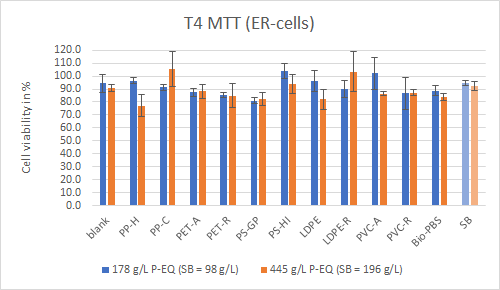 T4 MTT (ER-cells)
Cell viability in %
120.0
110.0
100.0
90.0
80.0
70.0
60.0
50.0
40.0
30.0
20.0
10.0
0.0
blank
PP-H
PP-C
PET-A
PET-R
PS-GP
PS-HI
LDPE
LDPE-R
PVC-A
PVC-R
Bio-PBS
SB
178 g/L P-EQ (SB = 98 g/L)
445 g/L P-EQ (SB = 196 g/L)